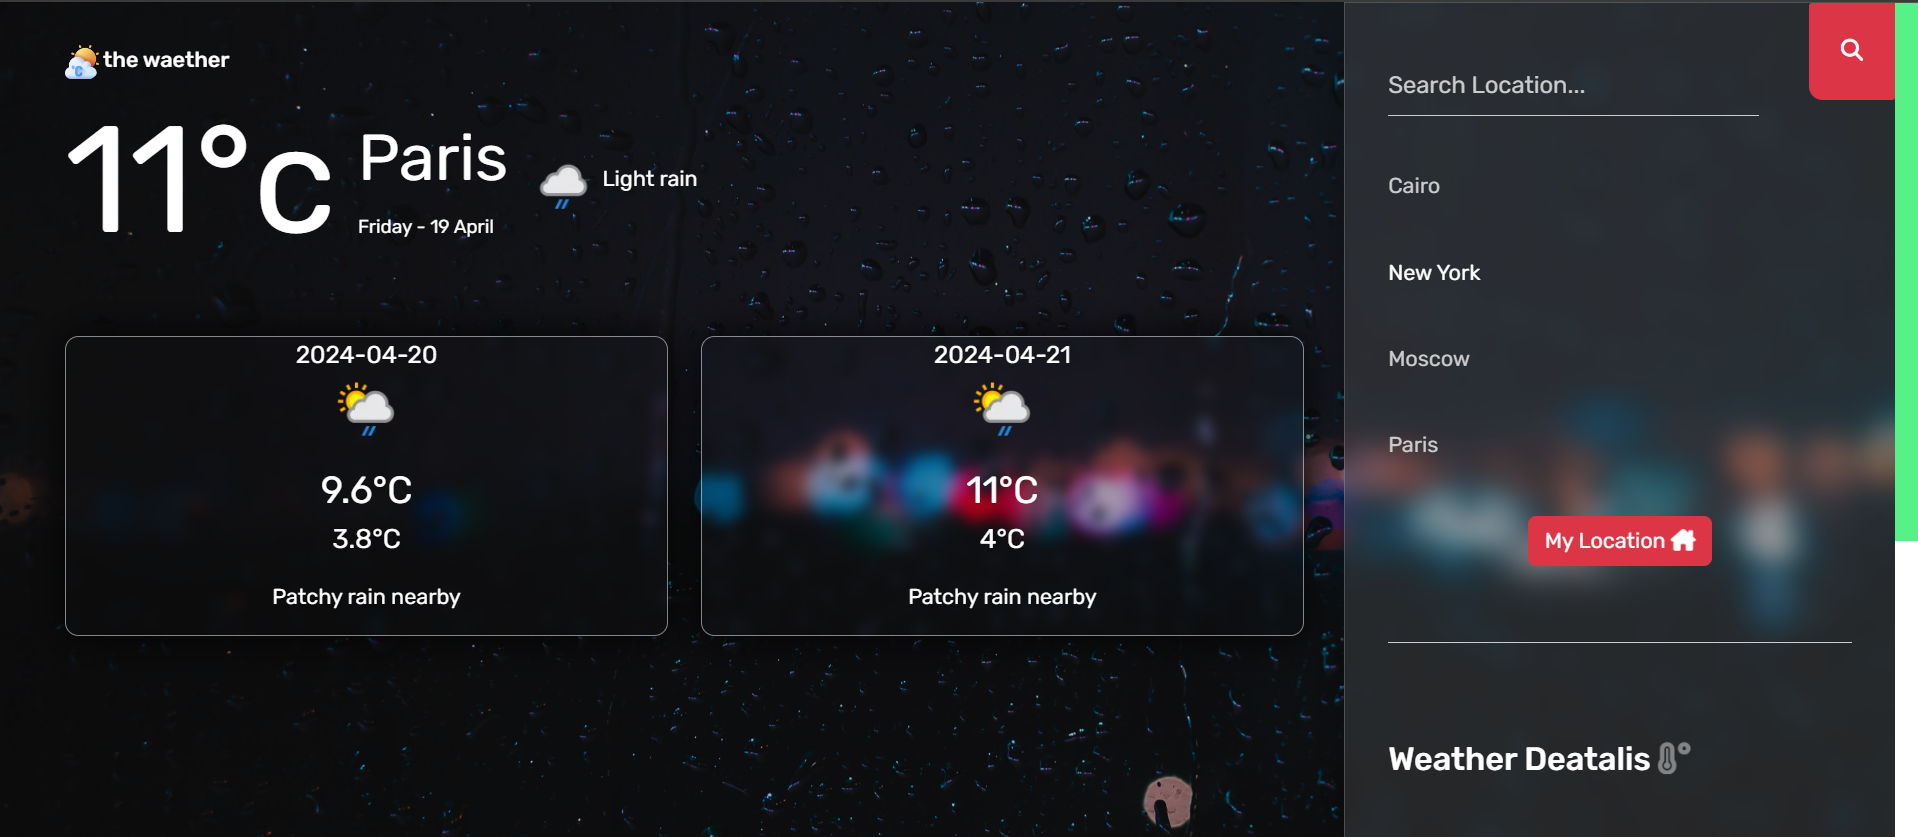 the waether
11°c
Paris
Friday - 19 April
Light rain
2024-04-20
9.6°C
3.8°C
Patchy rain nearby
2024-04-21
11°C
4°C
Patchy rain nearby
Search Location...
Cairo
New York
Moscow
Paris
My Location
Weather Deatalis